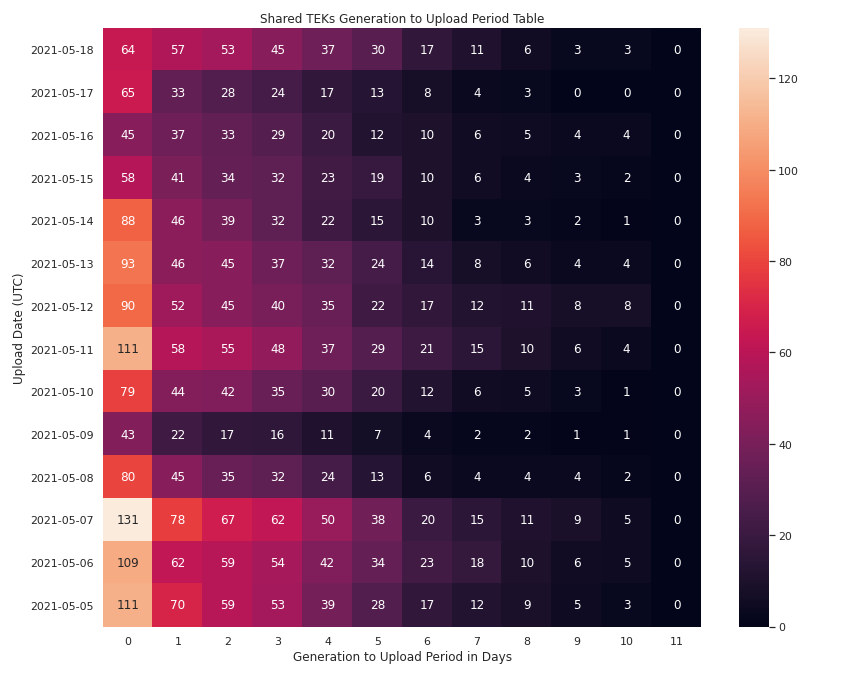 Shared TEKs Generation to Upload Period Table
2021-05-18 64 57 53 45 37 30 17 11 6 3 3 0
2021-05-17 65 33 28 24 17 13 8 4 3 0 0 0
2021-05-16 45 37 33 29 20 12 10 6 5 4 4 0
2021-05-15 58 41 34 32 23 19 10 6 4 3 2 0
2021-05-14 88 46 39 32 22 15 10 3 3 2 1 0
2021-05-13 93 46 45 37 32 24 14 8 6 4 4 0
2021-05-12 90 52 45 40 35 22 17 12 11 8 8 0
2021-05-11 111 58 55 48 37 29 21 15 10 6 4 0
2021-05-10 79 44 42 35 30 20 12 6 5 3 1 0
2021-05-09 43 22 17 16 11 7 4 2 2 1 1 0
2021-05-08 80 45 35 32 24 13 6 4 4 4 2 0
2021-05-07 131 78 67 62 50 38 20 15 11 9 5 0
2021-05-06 109 62 59 54 42 34 23 18 10 6 5 0
2021-05-05 111 70 59 53 39 28 17 12 9 5 3 0
0 1 2 3 4 5 6 7 8 9 10 11
Generation to Upload Period in Days
Upload Date (UTC)
120
100
80
60
40
20
0